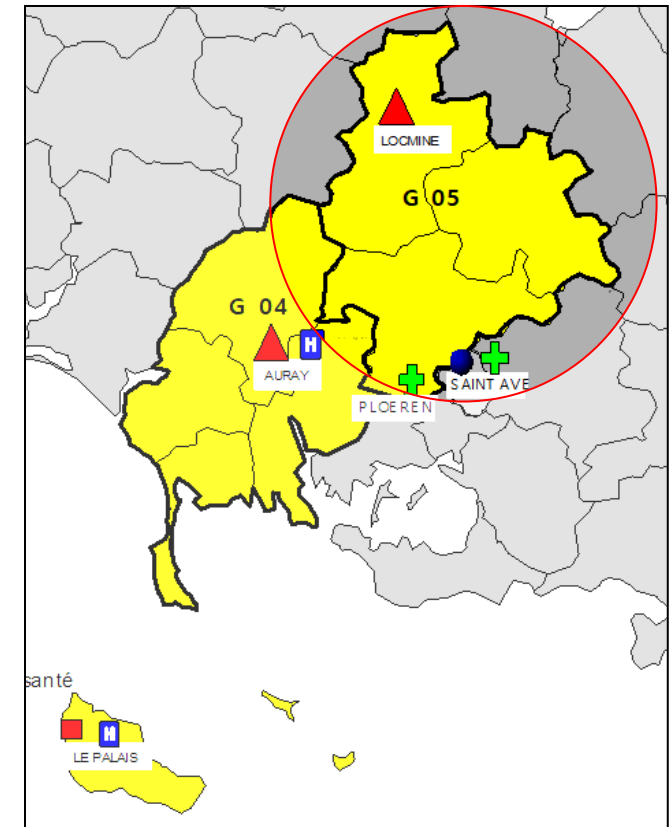 LOCMINE
G 05
G 04
H
AURAY
SAINT AVE
PLOEREN
santé
H
LE PALAIS